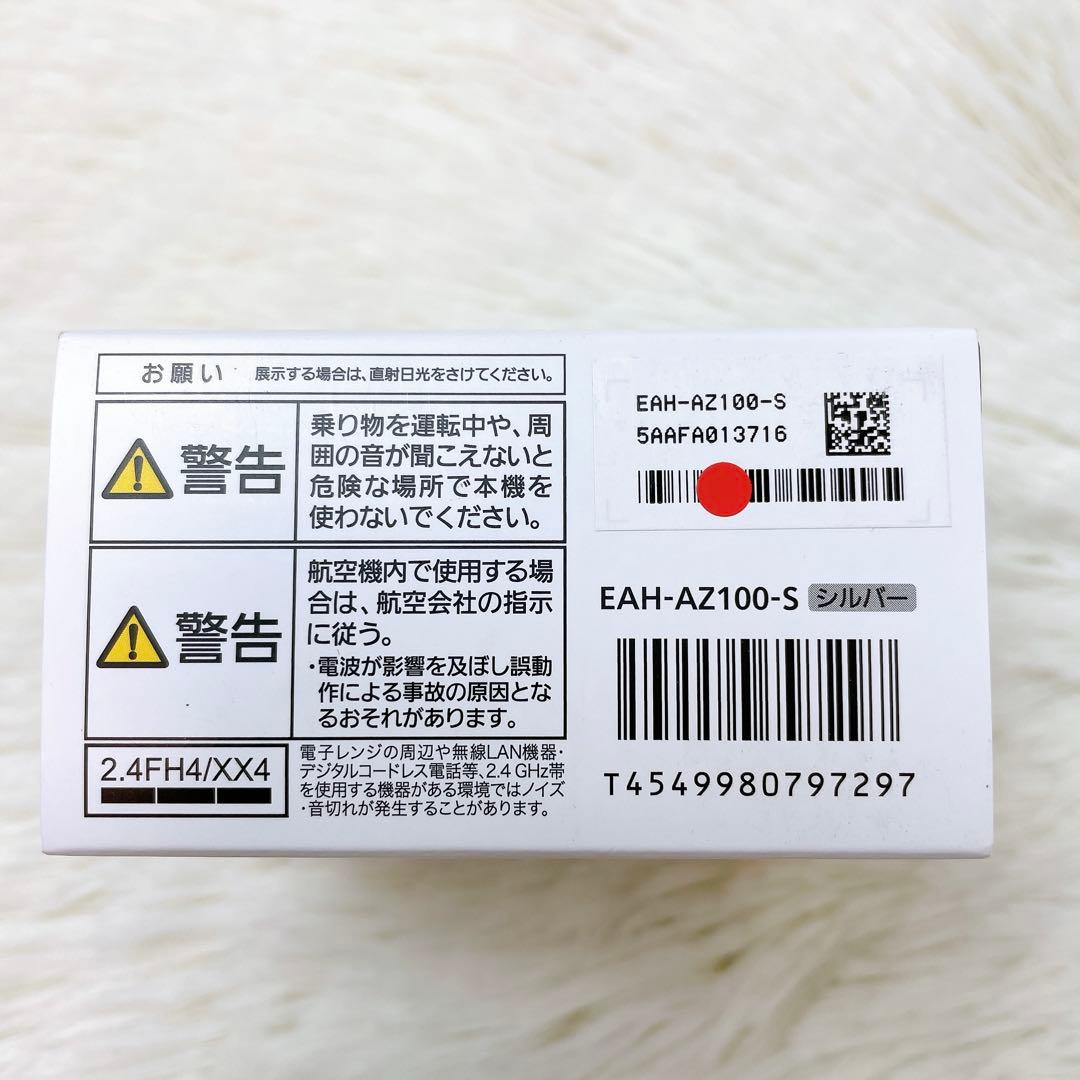 お願い 展示する場合は、直射日光をさけてください。
警告
乗り物を運転中や、周
囲の音が聞こえないと
危険な場所で本機を
使わないでください。
警告
航空機内で使用する場
合は、航空会社の指示
に従う。
・電波が影響を及ぼし誤動
作による事故の原因とな
るおそれがあります。
2.4FH4/XX4
電子レンジの周辺や無線LAN機器・
デジタルコードレス電話等、2.4 GHz帯
を使用する機器がある環境ではノイズ
・音切れが発生することがあります。
EAH-AZ100-S
5AAFA013716
EAH-AZ100-S シルバー
T4549980797297